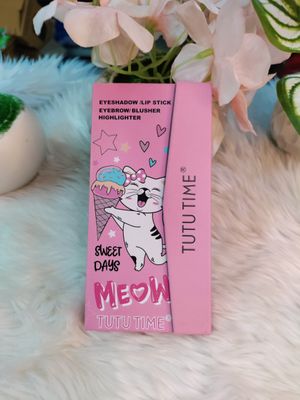 EYESHADOW /LIP STICK
EYEBROW/ BLUSHER
HIGHLIGHTER
SWEET
DAYS
MEOW
TUTU TIME®
TUTU TIME®